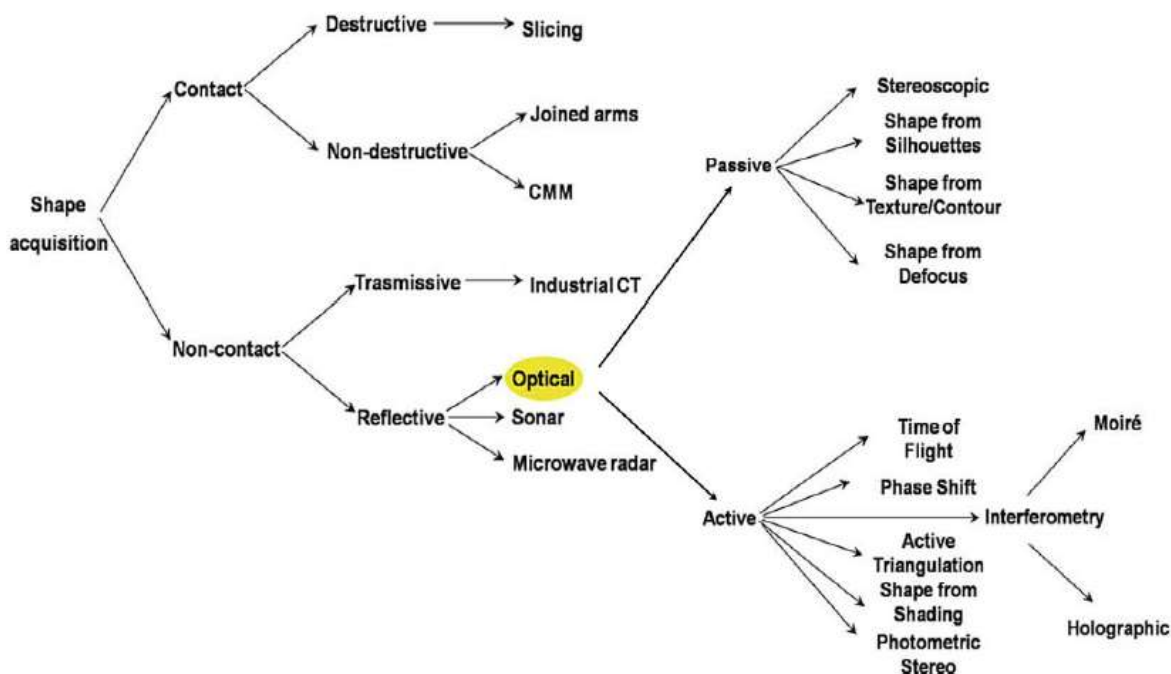 Destructive
Slicing
Contact
Stereoscopic
Joined arms
Shape from
Silhouettes
Non-destructive
Passive
Shape from
Texture/Contour
CMM
Shape
acquisition
Shape from
Defocus
Trasmissive
Industrial CT
Non-contact
Optical
Reflective
Sonar
Microwave radar
Time of
Flight
Moiré
Phase Shift
Active
Interferometry
Active
Triangulation
Shape from
Shading
Holographic
Photometric
Stereo